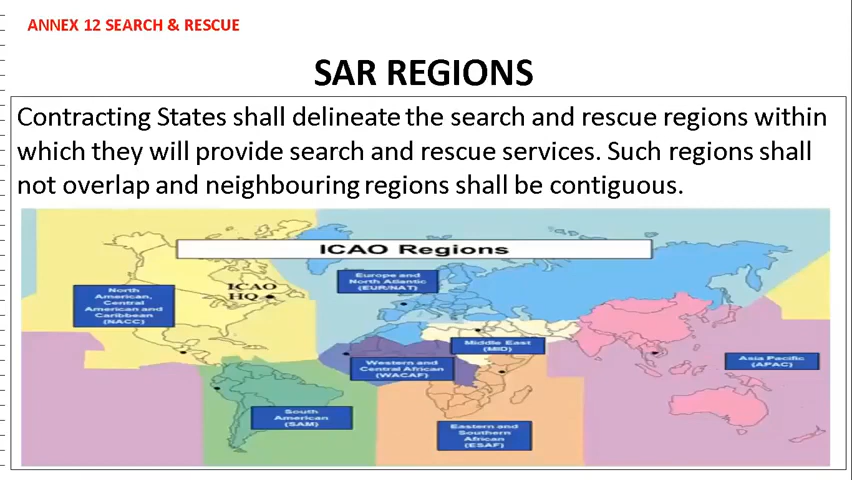 ANNEX 12 SEARCH & RESCUE
SAR REGIONS
Contracting States shall delineate the search and rescue regions within
which they will provide search and rescue services. Such regions shall
not overlap and neighbouring regions shall be contiguous.
ICAO Regions
Europe and
North Atlantic
(EUR/NAT)
ICAO
HQ
North
American,
Central
American and
Caribbean
(NACC)
Middle East
(MID)
Western and
Central African
(WACAF)
Asia Pacific
(APAC)
South
American
(SAM)
Eastern and
Southern
African
(ESAF)